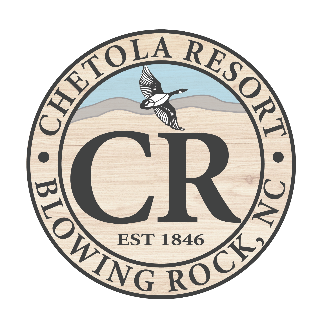 CHETOLA RESORT
CR
EST 1846
BLOWING ROCK, NC